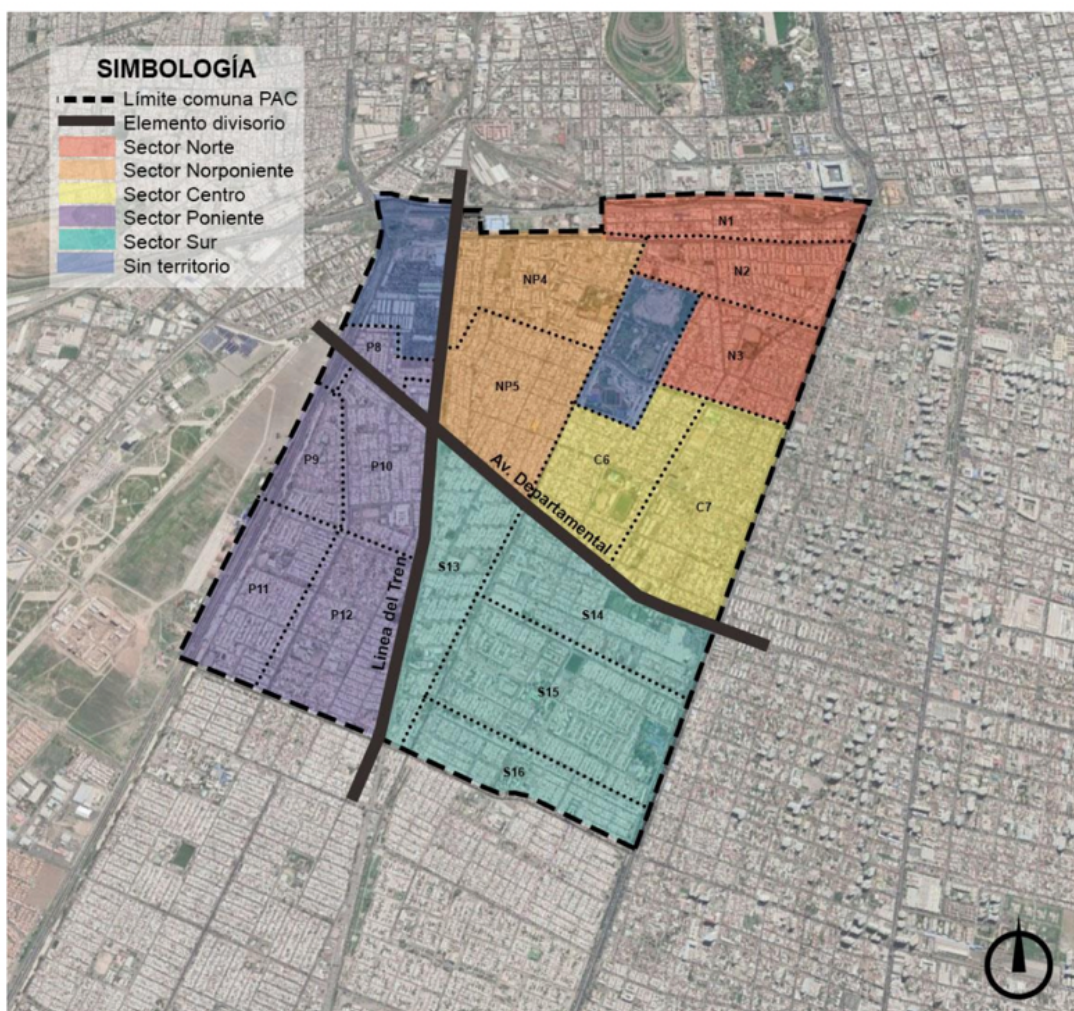 SIMBOLOGÍA
Límite comuna PAC
Elemento divisorio
Sector Norte
Sector Norponiente
Sector Centro
Sector Poniente
Sector Sur
Sin territorio
N1
N2
NP4
P8
N3
NP5
C6
P9
P10
Av. Departamental
C7
S13
P11
Linea del Tren
P12
S14
S15
S16